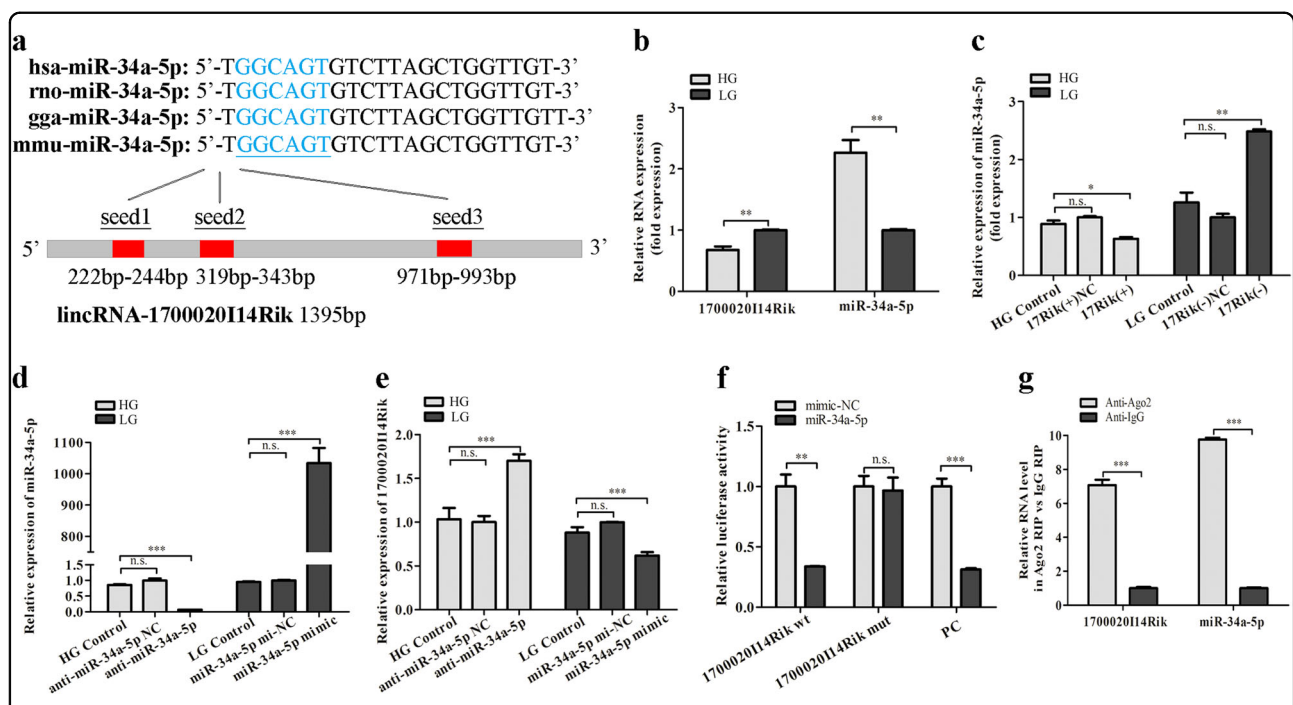 a
hsa-miR-34a-5p: 5’-TGGCAGTGTCTTAGCTGGTTGT-3’
rno-miR-34a-5p: 5’-TGGCAGTGTCTTAGCTGGTTGT-3’
gga-miR-34a-5p: 5’-TGGCAGTGTCTTAGCTGGTTGTT-3’
mmu-miR-34a-5p: 5’-TGGCAGTGTCTTAGCTGGTTGT-3’
seed1 seed2 seed3
5’ 3’
222bp-244bp 319bp-343bp 971bp-993bp
lincRNA-1700020I14Rik 1395bp
b
HG
LG
Relative RNA expression
(fold expression)
5
4
3
2
1
0
**
**
1700020I14Rik miR-34a-5p
c
HG
LG
Relative expression of miR-34a-5p
(fold expression)
3
2
1
0
*
n.s.
**
n.s.
HG Control
17Rik(+)NC
17Rik(+)
LG Control
17Rik(-)NC
17Rik(-)
d
HG
LG
Relative expression of miR-34a-5p
1100
1000
900
800
1.0
0.5
0.0
***
n.s.
***
n.s.
HG Control
anti-miR-34a-5p NC
anti-miR-34a-5p
LG Control
miR-34a-5p mi-NC
miR-34a-5p mimic
e
HG
LG
Relative expression of 1700020I14Rik
2.0
1.5
1.0
0.5
0.0
***
n.s.
***
n.s.
HG Control
anti-miR-34a-5p NC
anti-miR-34a-5p
LG Control
miR-34a-5p mi-NC
miR-34a-5p mimic
f
mimic-NC
miR-34a-5p
Relative luciferase activity
1.5
1.0
0.5
0.0
**
n.s.
***
1700020I14Rik wt
1700020I14Rik mut
PC
g
Anti-Ago2
Anti-IgG
Relative RNA level
in Ago2 RIP vs IgG RIP
10
8
6
4
2
0
***
***
1700020I14Rik miR-34a-5p